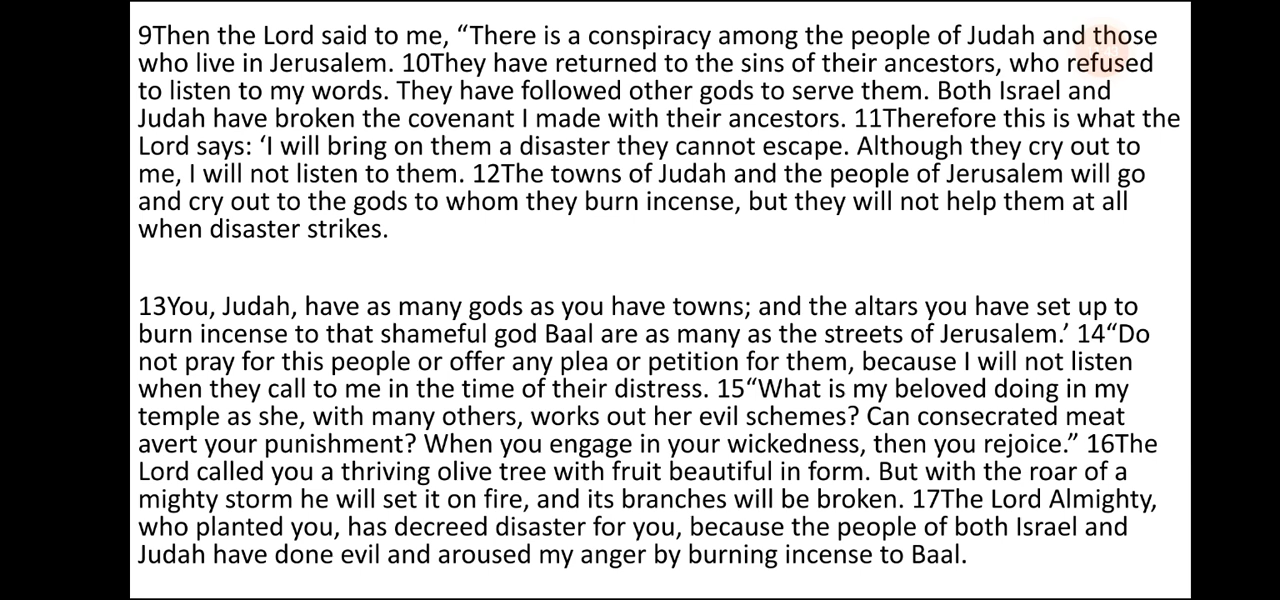 9Then the Lord said to me, “There is a conspiracy among the people of Judah and those
who live in Jerusalem. 10They have returned to the sins of their ancestors, who refused
to listen to my words. They have followed other gods to serve them. Both Israel and
Judah have broken the covenant I made with their ancestors. 11Therefore this is what the
Lord says: ‘I will bring on them a disaster they cannot escape. Although they cry out to
me, I will not listen to them. 12The towns of Judah and the people of Jerusalem will go
and cry out to the gods to whom they burn incense, but they will not help them at all
when disaster strikes.
13You, Judah, have as many gods as you have towns; and the altars you have set up to
burn incense to that shameful god Baal are as many as the streets of Jerusalem.’ 14“Do
not pray for this people or offer any plea or petition for them, because I will not listen
when they call to me in the time of their distress. 15“What is my beloved doing in my
temple as she, with many others, works out her evil schemes? Can consecrated meat
avert your punishment? When you engage in your wickedness, then you rejoice.” 16The
Lord called you a thriving olive tree with fruit beautiful in form. But with the roar of a
mighty storm he will set it on fire, and its branches will be broken. 17The Lord Almighty,
who planted you, has decreed disaster for you, because the people of both Israel and
Judah have done evil and aroused my anger by burning incense to Baal.